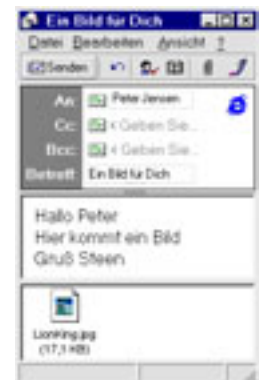 Ein Bild für Dich
Datei Bearbeiten Ansicht ?
Senden
An: Peter Jensen
Cc: < Geben Sie...
Bcc: < Geben Sie...
Betreff: Ein Bild für Dich
Hallo Peter
Hier kommt ein Bild
Gruß Steen
LionKing.jpg
(17,1 KB)